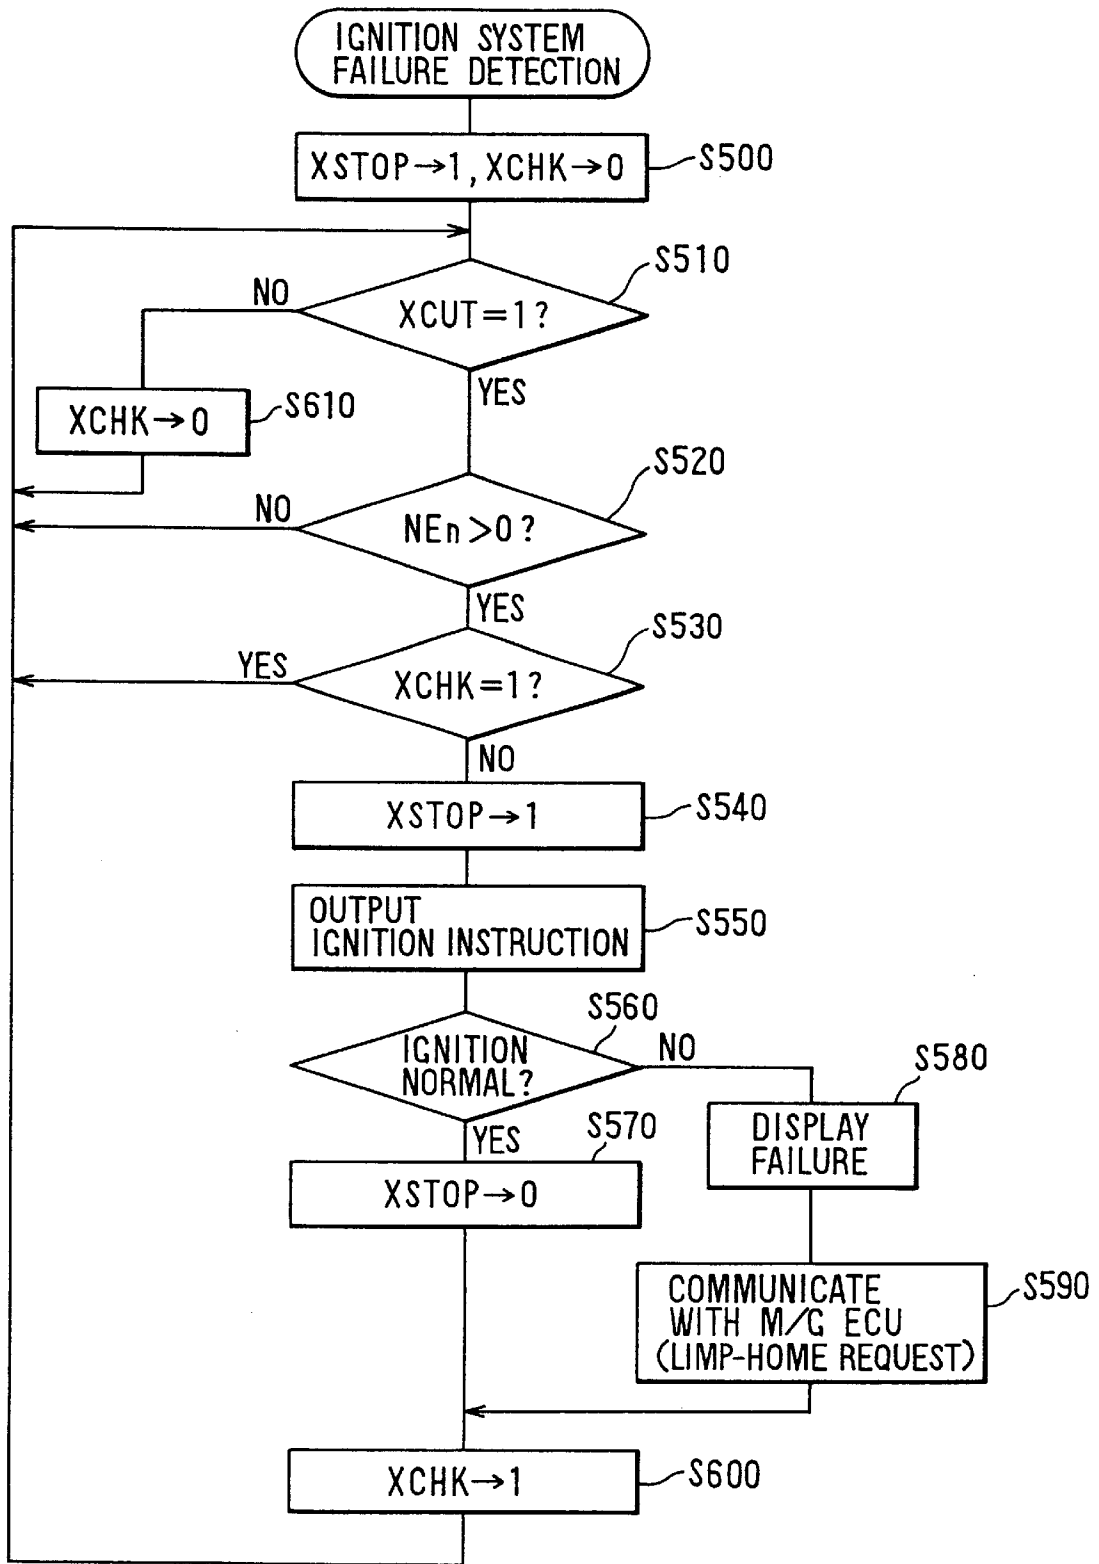 IGNITION SYSTEM
FAILURE DETECTION
XSTOP→1, XCHK→0
S500
S510
XCUT=1?
NO
YES
XCHK→0
S610
S520
NEn>0?
NO
YES
S530
XCHK=1?
YES
NO
XSTOP→1
S540
OUTPUT
IGNITION INSTRUCTION
S550
S560
IGNITION
NORMAL?
NO
YES
S580
DISPLAY
FAILURE
S570
XSTOP→0
COMMUNICATE
WITH M/G ECU
(LIMP-HOME REQUEST)
S590
XCHK→1
S600